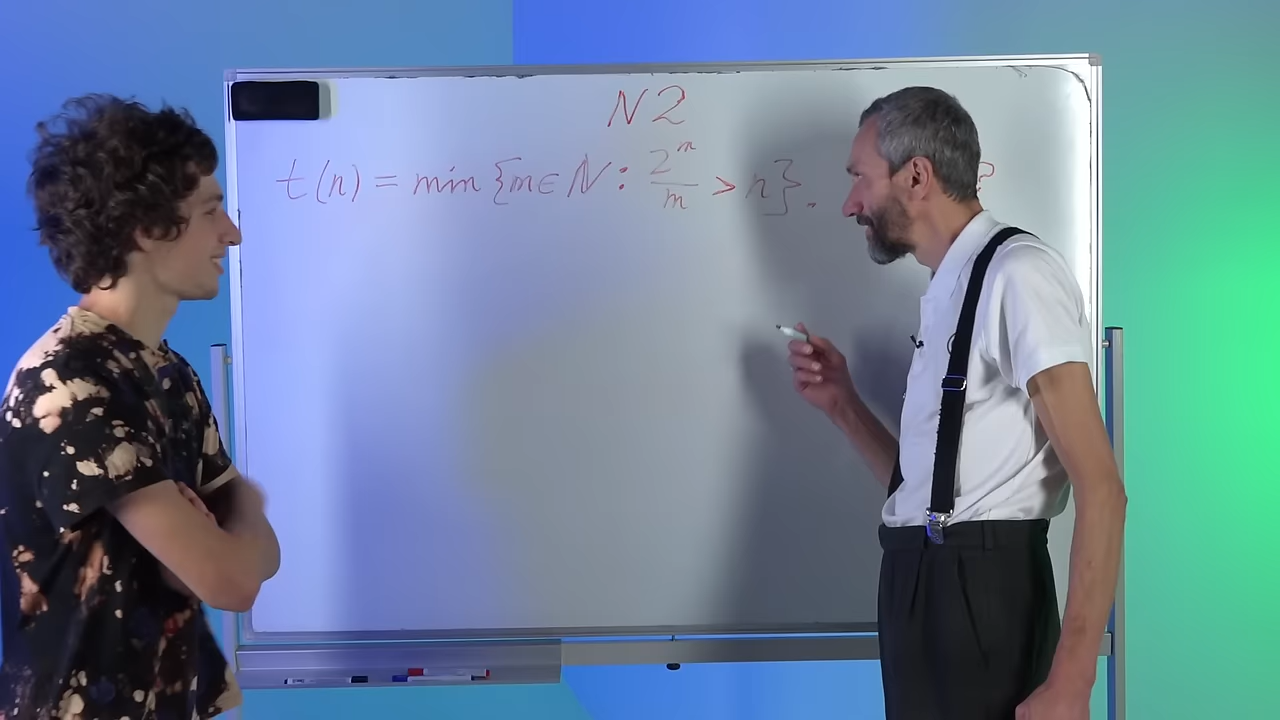 N2
t(n) = min {m ∈ N : 2^m / m > n}. ?